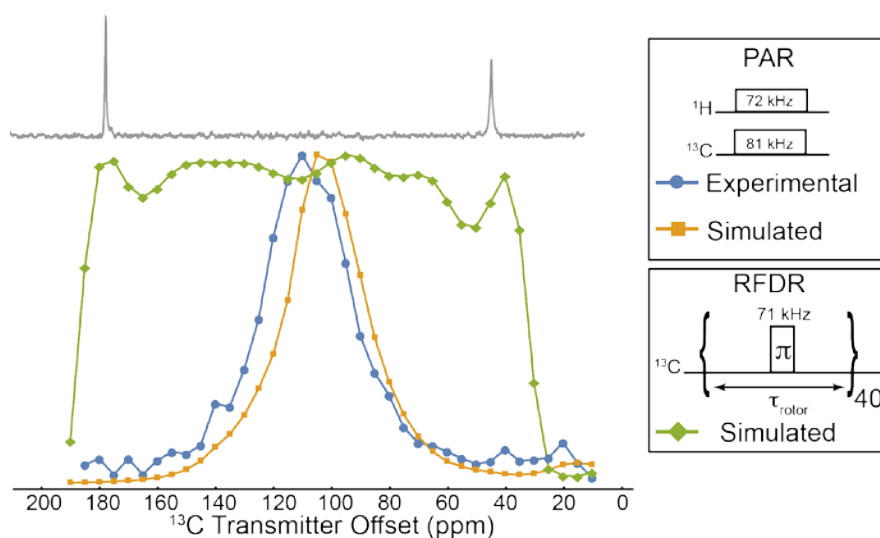 PAR
¹H
72 kHz
¹³C
81 kHz
Experimental
Simulated
RFDR
71 kHz
¹³C { π } 40
τrotor
Simulated
200 180 160 140 120 100 80 60 40 20 0
¹³C Transmitter Offset (ppm)